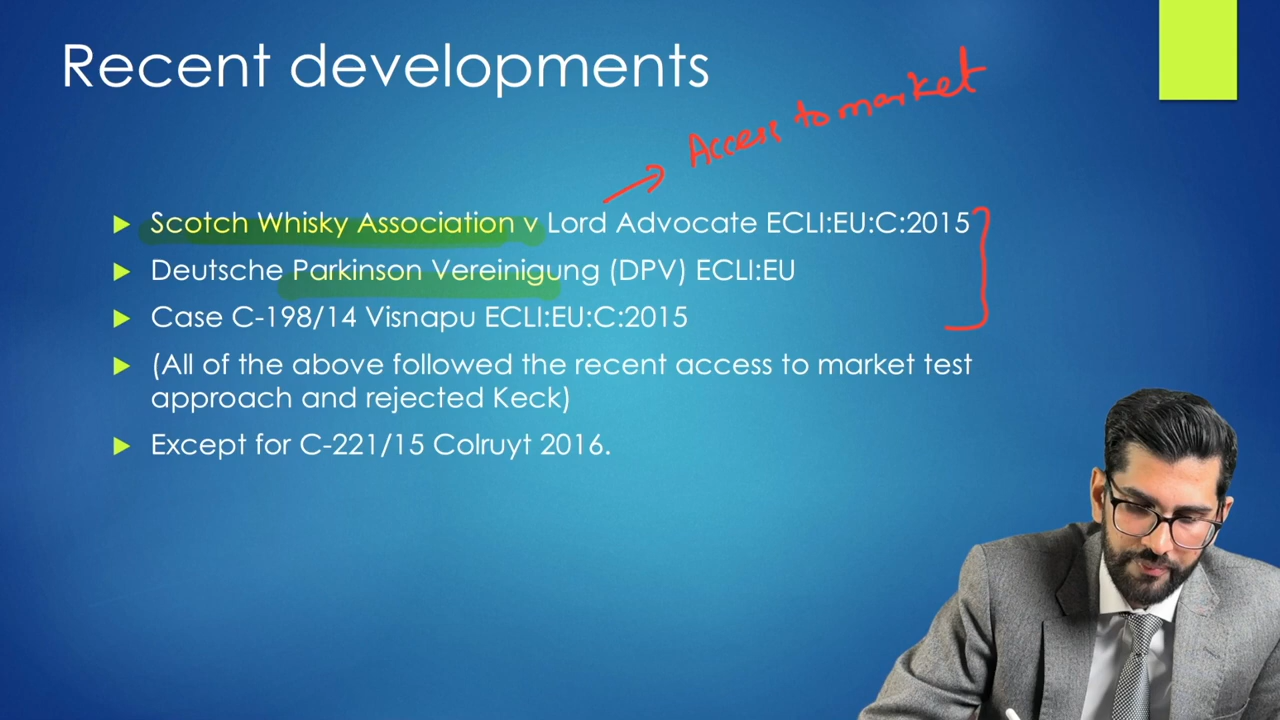 Recent developments
Access to market
Scotch Whisky Association v Lord Advocate ECLI:EU:C:2015
Deutsche Parkinson Vereinigung (DPV) ECLI:EU
Case C-198/14 Visnapu ECLI:EU:C:2015
(All of the above followed the recent access to market test
approach and rejected Keck)
Except for C-221/15 Colruyt 2016.